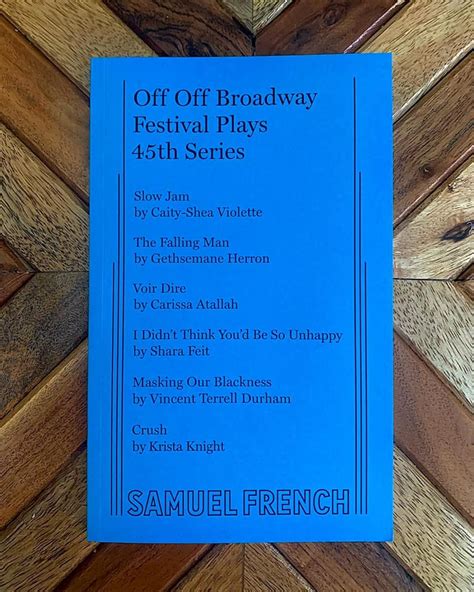 Off Off Broadway
Festival Plays
45th Series
Slow Jam
by Caity-Shea Violette
The Falling Man
by Gethsemane Herron
Voir Dire
by Carissa Atallah
I Didn't Think You'd Be So Unhappy
by Shara Feit
Masking Our Blackness
by Vincent Terrell Durham
Crush
by Krista Knight
SAMUEL FRENCH